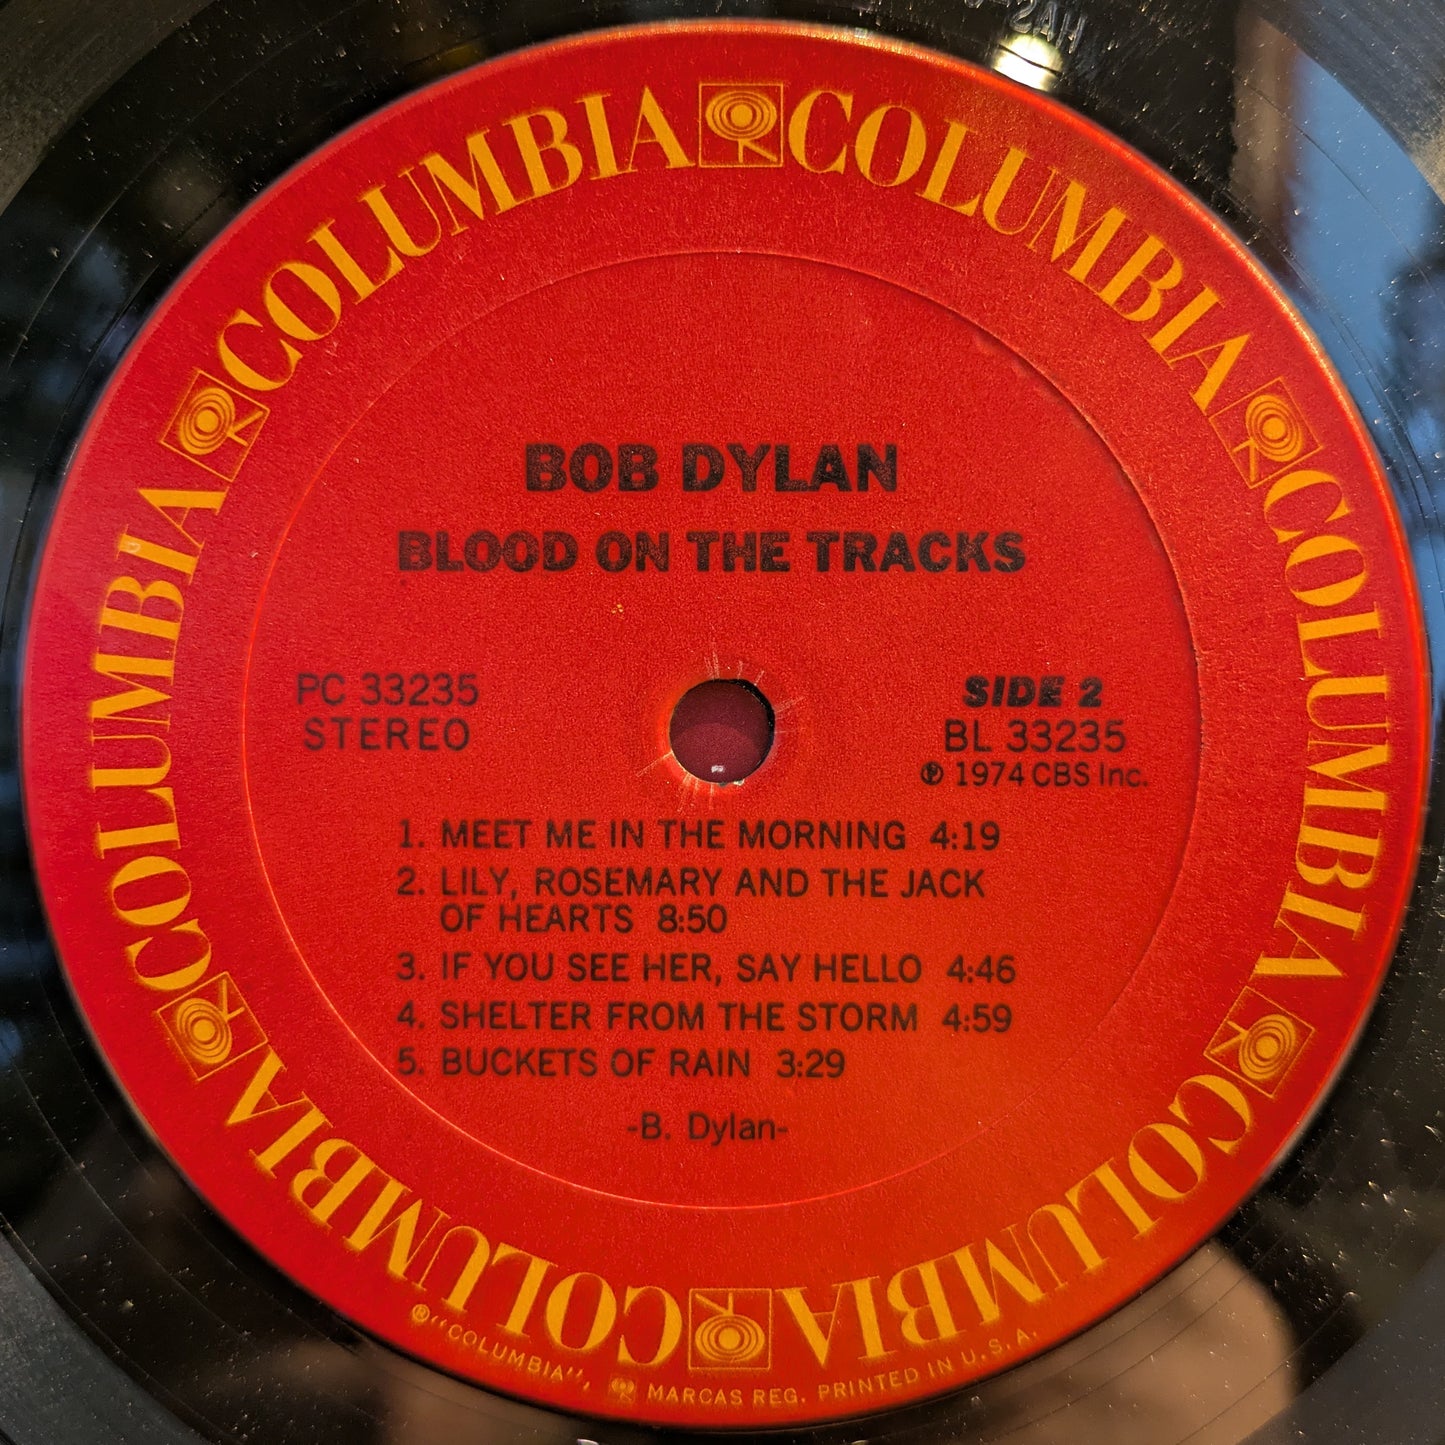 COLUMBIA COLUMBIA COLUMBIA COLUMBIA COLUMBIA COLUMBIA
BOB DYLAN
BLOOD ON THE TRACKS
PC 33235
STEREO
SIDE 2
BL 33235
℗ 1974 CBS Inc.
1. MEET ME IN THE MORNING 4:19
2. LILY, ROSEMARY AND THE JACK
OF HEARTS 8:50
3. IF YOU SEE HER, SAY HELLO 4:46
4. SHELTER FROM THE STORM 4:59
5. BUCKETS OF RAIN 3:29
-B. Dylan-
® "COLUMBIA", MARCAS REG. PRINTED IN U.S.A.